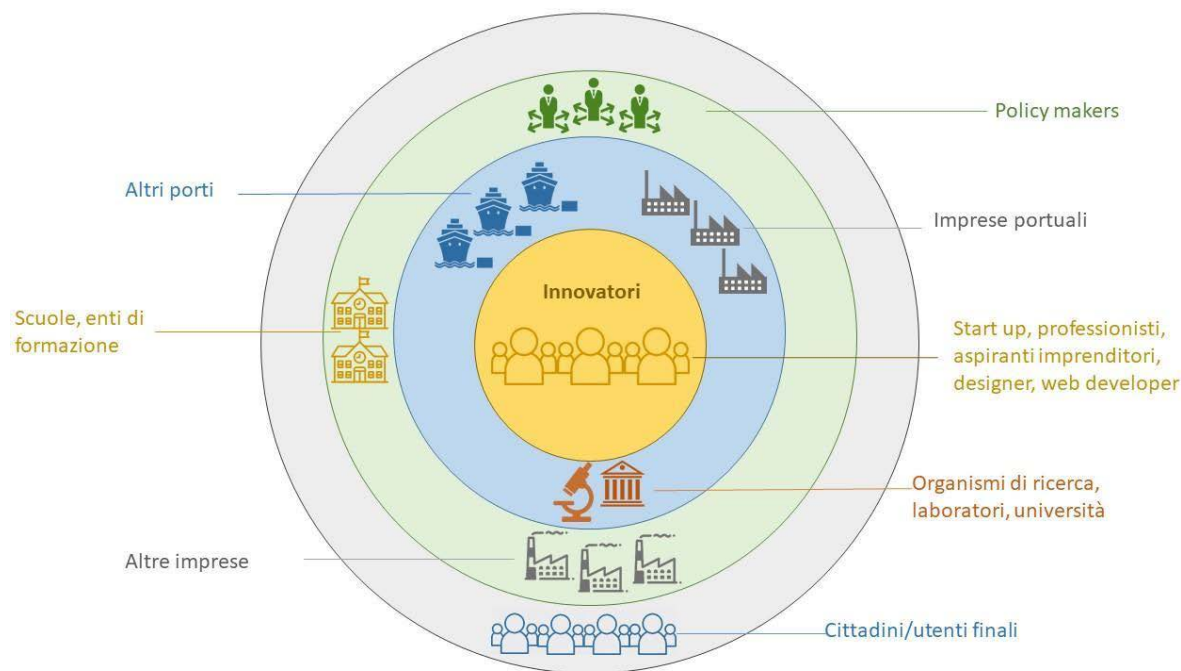 Policy makers
Altri porti
Imprese portuali
Innovatori
Scuole, enti di
formazione
Start up, professionisti,
aspiranti imprenditori,
designer, web developer
Organismi di ricerca,
laboratori, università
Altre imprese
Cittadini/utenti finali